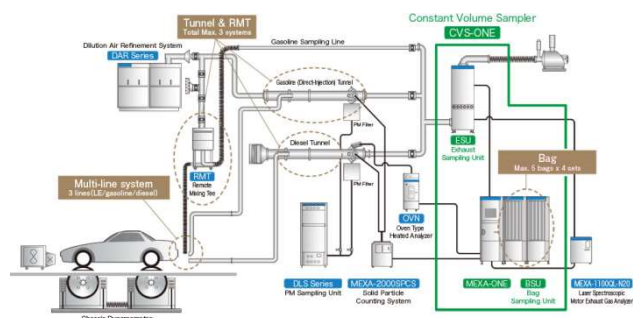 Constant Volume Sampler
CVS-ONE
Tunnel & RMT
Total Max. 3 systems
Gasoline Sampling Line
Dilution Air Refinement System
DAR Series
Gasoline (Direct-Injection) Tunnel
PM Filter
ESU
Exhaust
Sampling Unit
Diesel Tunnel
PM Filter
RMT
Remote
Mixing Tee
Bag
Max. 5 bags x 4 sets
Multi-line system
3 lines(LE/gasoline/diesel)
OVN
Oven Type
Heated Analyzer
DLS Series
PM Sampling Unit
MEXA-2000SPCS
Solid Particle
Counting System
MEXA-ONE
BSU
Bag
Sampling Unit
MEXA-1100QL-N2O
Laser Spectroscopic
Motor Exhaust Gas Analyzer
Chassis Dynamometer